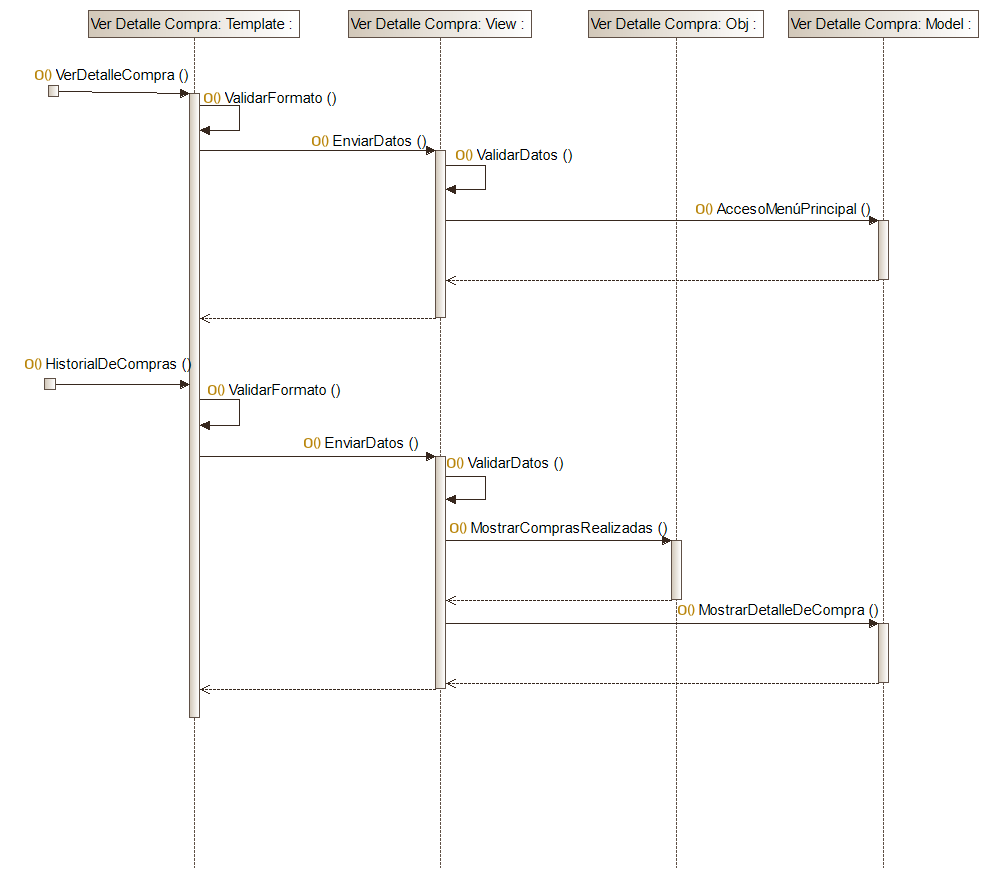 Ver Detalle Compra: Template :
Ver Detalle Compra: View :
Ver Detalle Compra: Obj :
Ver Detalle Compra: Model :
O() VerDetalleCompra ()
O() ValidarFormato ()
O() EnviarDatos ()
O() ValidarDatos ()
O() AccesoMenúPrincipal ()
O() HistorialDeCompras ()
O() ValidarFormato ()
O() EnviarDatos ()
O() ValidarDatos ()
O() MostrarComprasRealizadas ()
O() MostrarDetalleDeCompra ()